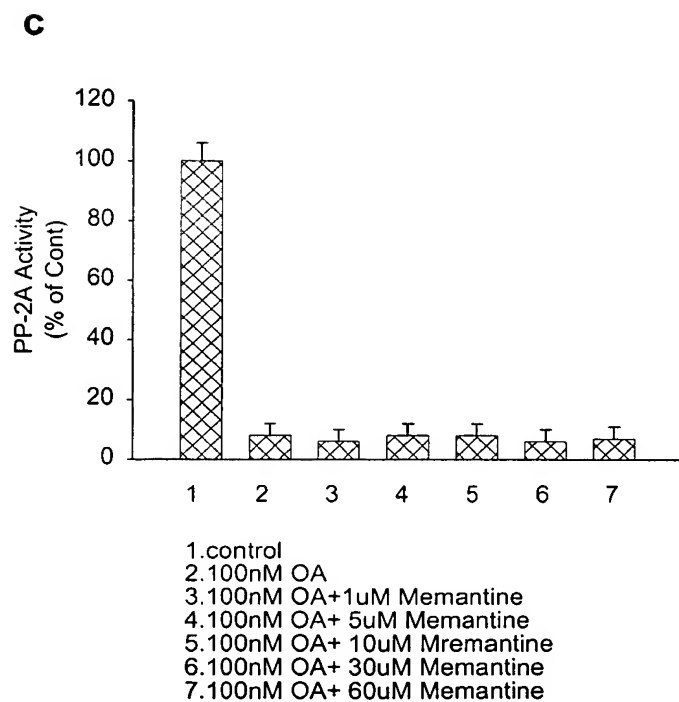 C
120
100
80
60
40
20
0
PP-2A Activity
(% of Cont)
1 2 3 4 5 6 7
1.control
2.100nM OA
3.100nM OA+1uM Memantine
4.100nM OA+ 5uM Memantine
5.100nM OA+ 10uM Mremantine
6.100nM OA+ 30uM Memantine
7.100nM OA+ 60uM Memantine